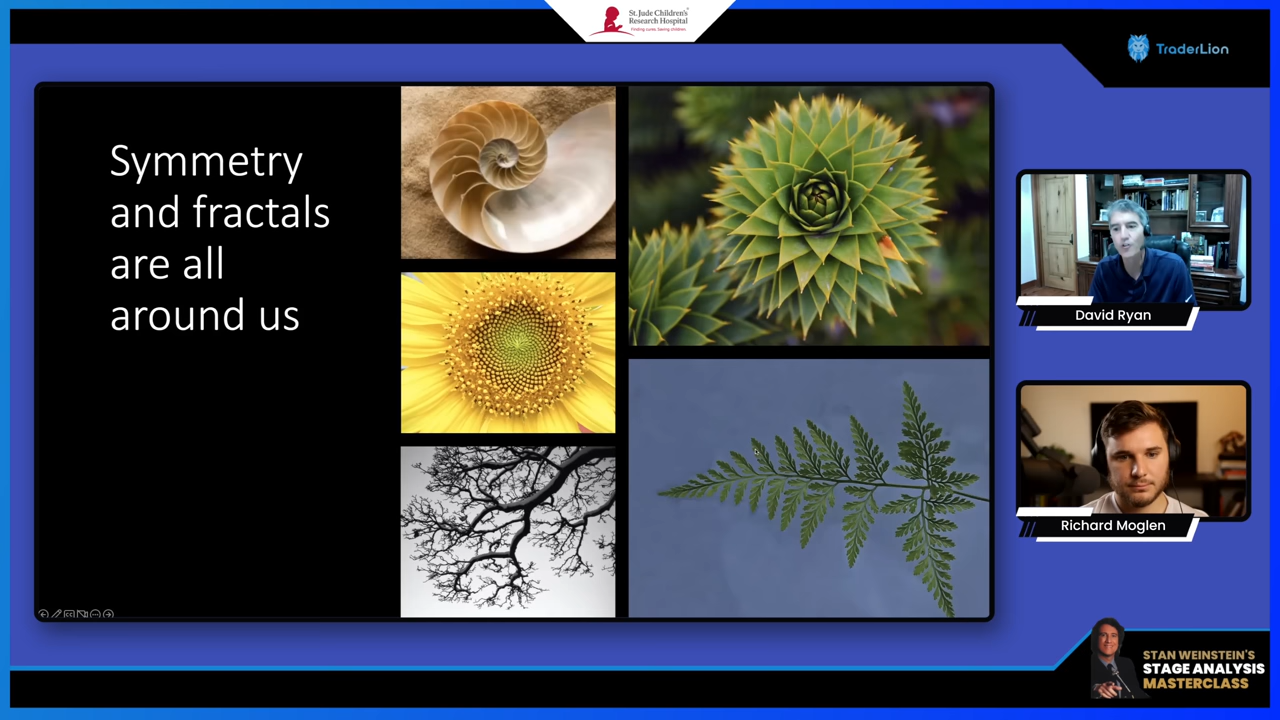 St. Jude Children's
Research Hospital
Finding cures. Saving children.
TraderLion
Symmetry
and fractals
are all
around us
David Ryan
Richard Moglen
STAN WEINSTEIN'S
STAGE ANALYSIS
MASTERCLASS